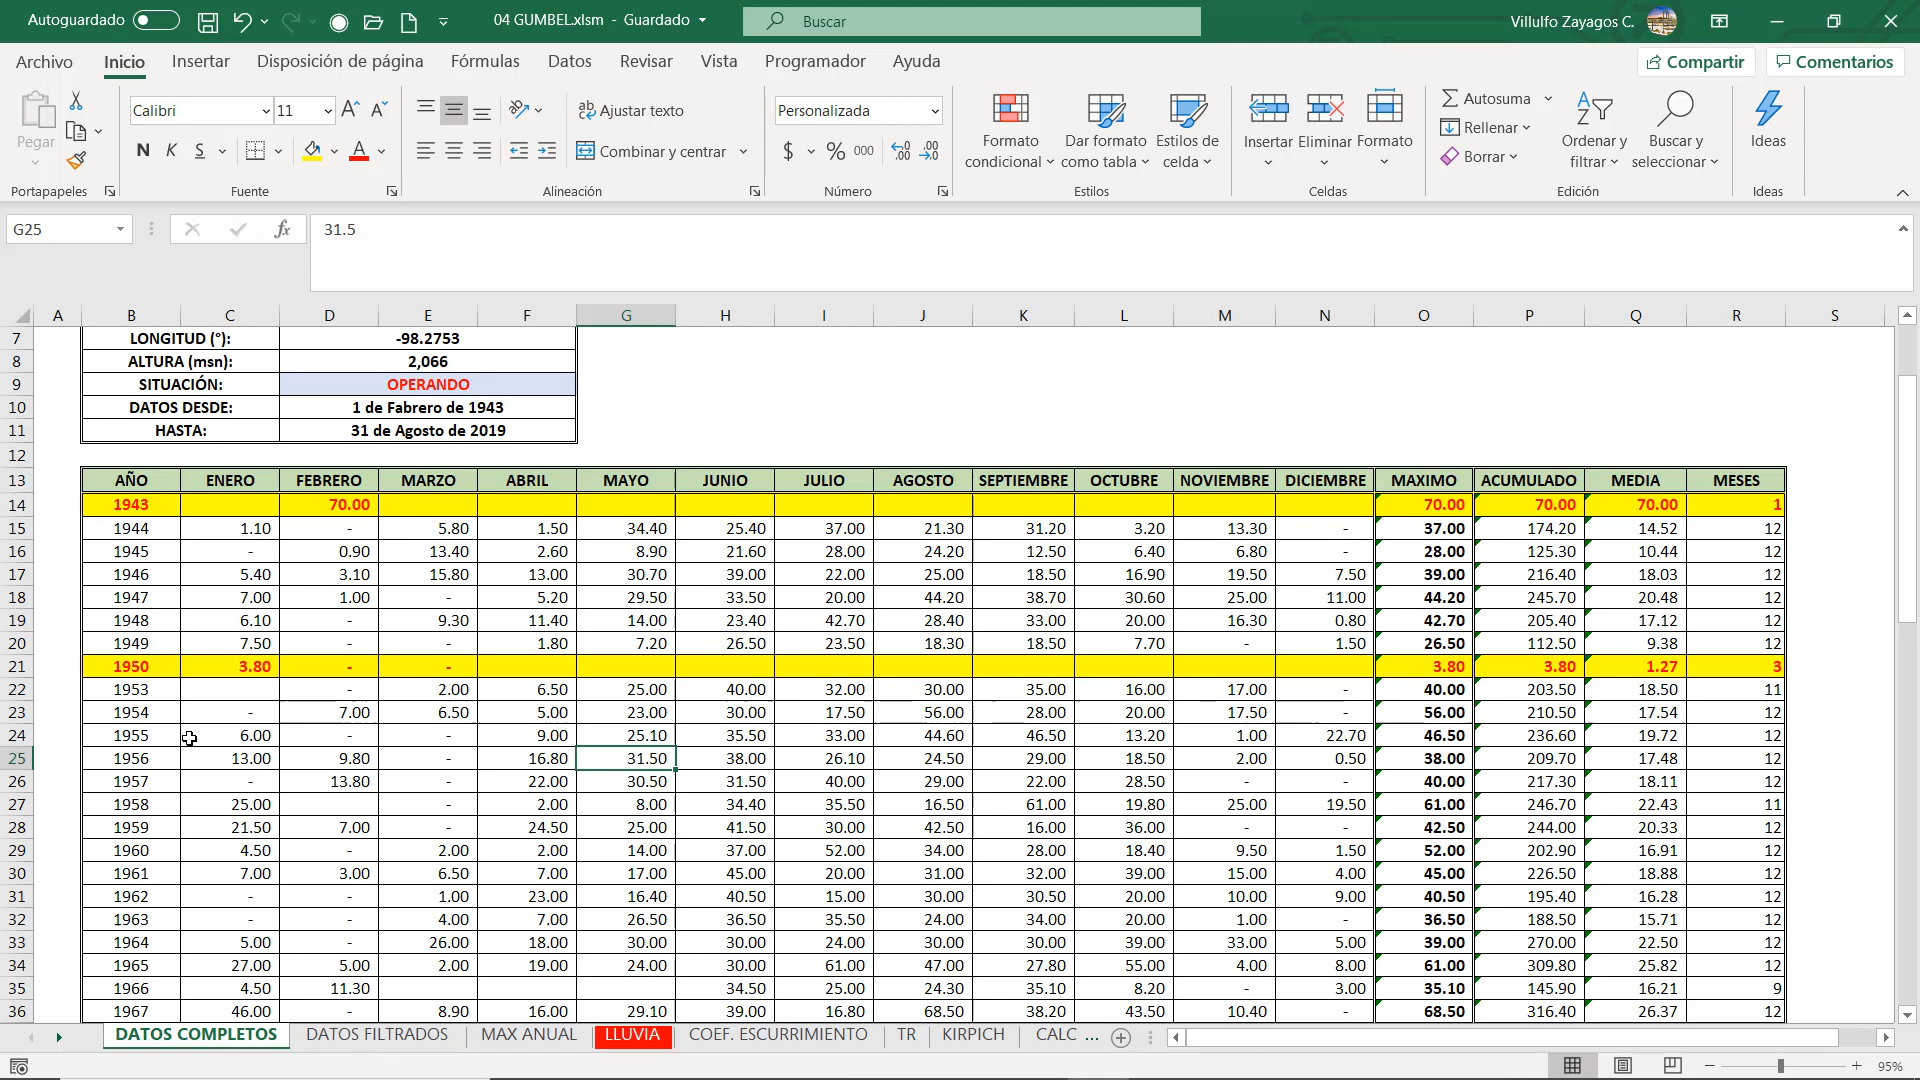 Autoguardado 04 GUMBEL.xlsm - Guardado Buscar Villulfo Zayagos C.
Archivo Inicio Insertar Disposición de página Fórmulas Datos Revisar Vista Programador Ayuda Compartir Comentarios
Pegar
Calibri 11
Ajustar texto
Combinar y centrar
Personalizada
$ % 000
Formato condicional
Dar formato como tabla
Estilos de celda
Insertar Eliminar Formato
Autosuma
Rellenar
Borrar
Ordenar y filtrar
Buscar y seleccionar
Ideas
N K S
Portapapeles Fuente Alineación Número Estilos Celdas Edición Ideas
G25 fx 31.5
A B C D E F G H I J K L M N O P Q R S
7 LONGITUD (°): -98.2753
8 ALTURA (msn): 2,066
9 SITUACIÓN: OPERANDO
10 DATOS DESDE: 1 de Fabrero de 1943
11 HASTA: 31 de Agosto de 2019
12
13 AÑO ENERO FEBRERO MARZO ABRIL MAYO JUNIO JULIO AGOSTO SEPTIEMBRE OCTUBRE NOVIEMBRE DICIEMBRE MAXIMO ACUMULADO MEDIA MESES
14 1943 70.00 70.00 70.00 70.00 1
15 1944 1.10 - 5.80 1.50 34.40 25.40 37.00 21.30 31.20 3.20 13.30 - 37.00 174.20 14.52 12
16 1945 - 0.90 13.40 2.60 8.90 21.60 28.00 24.20 12.50 6.40 6.80 - 28.00 125.30 10.44 12
17 1946 5.40 3.10 15.80 13.00 30.70 39.00 22.00 25.00 18.50 16.90 19.50 7.50 39.00 216.40 18.03 12
18 1947 7.00 1.00 - 5.20 29.50 33.50 20.00 44.20 38.70 30.60 25.00 11.00 44.20 245.70 20.48 12
19 1948 6.10 - 9.30 11.40 14.00 23.40 42.70 28.40 33.00 20.00 16.30 0.80 42.70 205.40 17.12 12
20 1949 7.50 - - 1.80 7.20 26.50 23.50 18.30 18.50 7.70 - 1.50 26.50 112.50 9.38 12
21 1950 3.80 - - 3.80 3.80 1.27 3
22 1953 - 2.00 6.50 25.00 40.00 32.00 30.00 35.00 16.00 17.00 - 40.00 203.50 18.50 11
23 1954 - 7.00 6.50 5.00 23.00 30.00 17.50 56.00 28.00 20.00 17.50 - 56.00 210.50 17.54 12
24 1955 6.00 - - 9.00 25.10 35.50 33.00 44.60 46.50 13.20 1.00 22.70 46.50 236.60 19.72 12
25 1956 13.00 9.80 - 16.80 31.50 38.00 26.10 24.50 29.00 18.50 2.00 0.50 38.00 209.70 17.48 12
26 1957 - 13.80 22.00 30.50 31.50 40.00 29.00 22.00 28.50 - - 40.00 217.30 18.11 12
27 1958 25.00 - 2.00 8.00 34.40 35.50 16.50 61.00 19.80 25.00 19.50 61.00 246.70 22.43 11
28 1959 21.50 7.00 - 24.50 25.00 41.50 30.00 42.50 16.00 36.00 - - 42.50 244.00 20.33 12
29 1960 4.50 - 2.00 2.00 14.00 37.00 52.00 34.00 28.00 18.40 9.50 1.50 52.00 202.90 16.91 12
30 1961 7.00 3.00 6.50 7.00 17.00 45.00 20.00 31.00 32.00 39.00 15.00 4.00 45.00 226.50 18.88 12
31 1962 - - 1.00 23.00 16.40 40.50 15.00 30.00 30.50 20.00 10.00 9.00 40.50 195.40 16.28 12
32 1963 - - 4.00 7.00 26.50 36.50 35.50 24.00 34.00 20.00 1.00 - 36.50 188.50 15.71 12
33 1964 5.00 - 26.00 18.00 30.00 30.00 24.00 30.00 30.00 39.00 33.00 5.00 39.00 270.00 22.50 12
34 1965 27.00 5.00 2.00 19.00 24.00 30.00 61.00 47.00 27.80 55.00 4.00 8.00 61.00 309.80 25.82 12
35 1966 4.50 11.30 34.50 25.00 24.30 35.10 8.20 - 3.00 35.10 145.90 16.21 9
36 1967 46.00 - 8.90 16.00 29.10 39.00 16.80 68.50 38.20 43.50 10.40 - 68.50 316.40 26.37 12
DATOS COMPLETOS DATOS FILTRADOS MAX ANUAL LLUVIA COEF. ESCURRIMIENTO TR KIRPICH CALC ...
95%